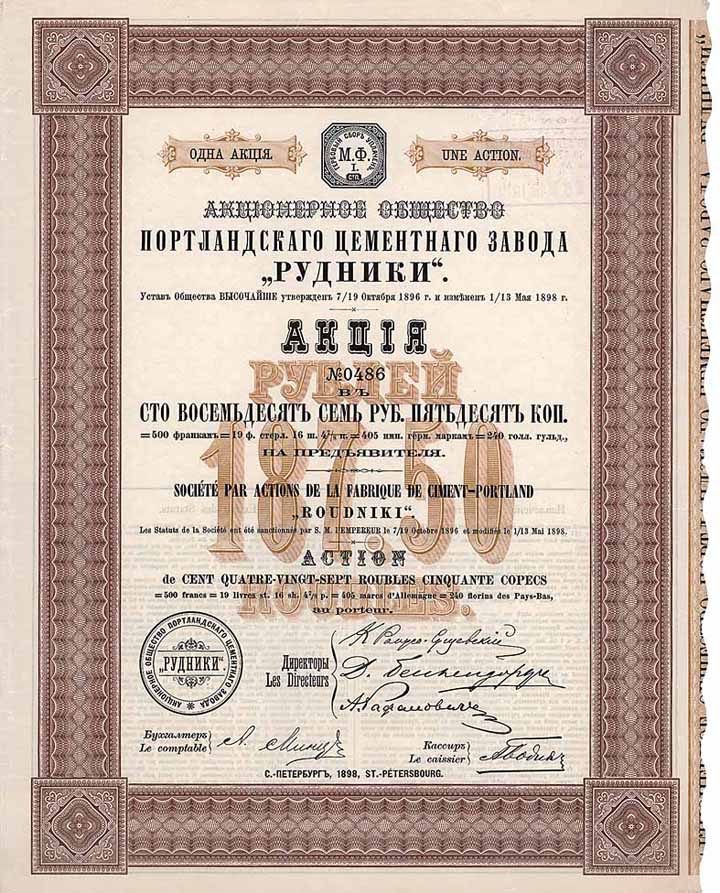 ОДНА АКЦІЯ.
ГЕРБОВЫЙ СБОРЪ УПЛАЧЕНЪ
М.Ф.
I.
СПБ.
UNE ACTION.
АКЦІОНЕРНОЕ ОБЩЕСТВО
ПОРТЛАНДСКАГО ЦЕМЕНТНАГО ЗАВОДА
„РУДНИКИ“.
Уставъ Общества ВЫСОЧАЙШЕ утвержденъ 7/19 Октября 1896 г. и измѣненъ 1/13 Мая 1898 г.
АКЦІЯ
РУБЛЕЙ
№0486
ВЪ
СТО ВОСЕМЬДЕСЯТЪ СЕМЬ РУБ. ПЯТЬДЕСЯТЪ КОП.
=500 франкамъ=19 ф. стерл. 16 ш. п.=405 имп. герм. маркамъ=240 голл. гульд.,
187.50
НА ПРЕДЪЯВИТЕЛЯ.
SOCIÉTÉ PAR ACTIONS DE LA FABRIQUE DE CIMENT-PORTLAND
„ROUDNIKI“.
Les Statuts de la Société ont été sanctionnés par S. M. l'EMPEREUR le 7/19 Octobre 1896 et modifiés le 1/13 Mai 1898.
ACTION
de CENT QUATRE-VINGT-SEPT ROUBLES CINQUANTE COPECS
=500 francs=19 livres st. 16 sh. p.=405 marcs d'Allemagne=240 florins des Pays-Bas,
ROUBLES.
au porteur.
АКЦІОНЕРНОЕ ОБЩЕСТВО ПОРТЛАНДСКАГО ЦЕМЕНТНАГО ЗАВОДА
„РУДНИКИ“.
Директоры
Les Directeurs
Бухгалтеръ
Le comptable
Кассиръ
Le caissier
С.-ПЕТЕРБУРГЪ, 1898, ST.-PÉTERSBOURG.